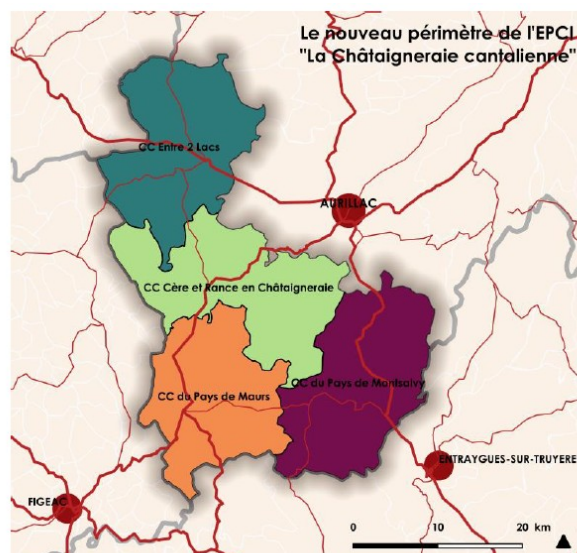 Le nouveau périmètre de l'EPCI
"La Châtaigneraie cantalienne"
CC Entre 2 Lacs
AURILLAC
CC Cère et Rance en Châtaigneraie
CC du Pays de Maurs
CC du Pays de Montsalvy
ENTRAYGUES-SUR-TRUYERE
FIGEAC
0 10 20 km